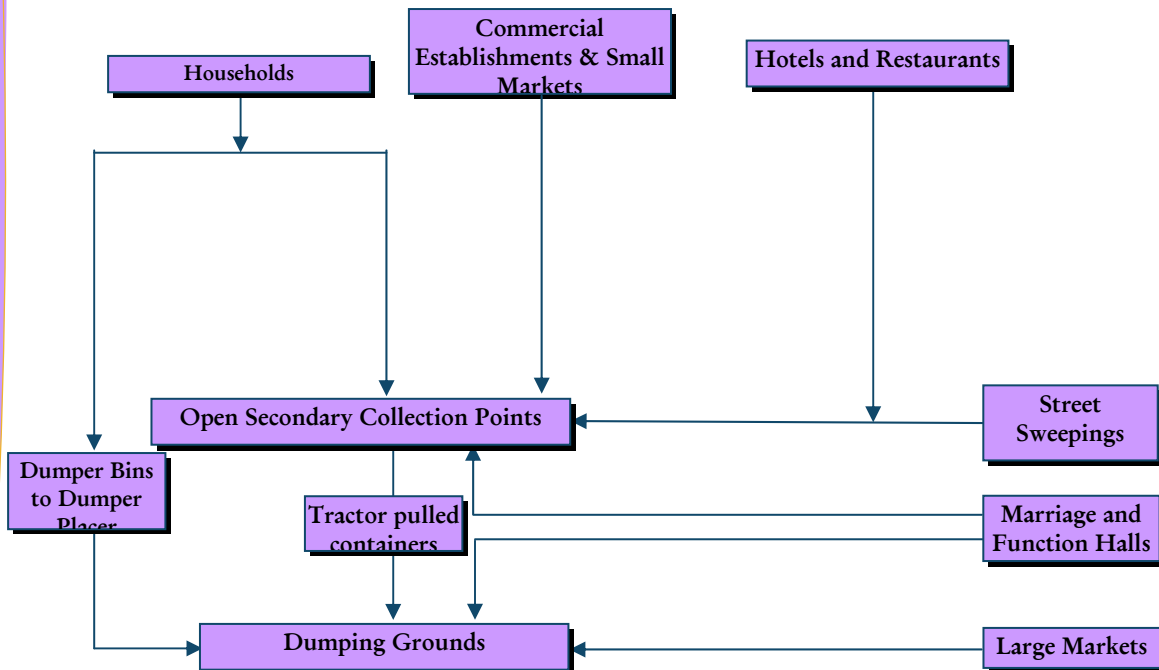 Commercial
Establishments & Small
Markets
Households
Hotels and Restaurants
Open Secondary Collection Points
Street
Sweepings
Dumper Bins
to Dumper
Placer
Tractor pulled
containers
Marriage and
Function Halls
Dumping Grounds
Large Markets